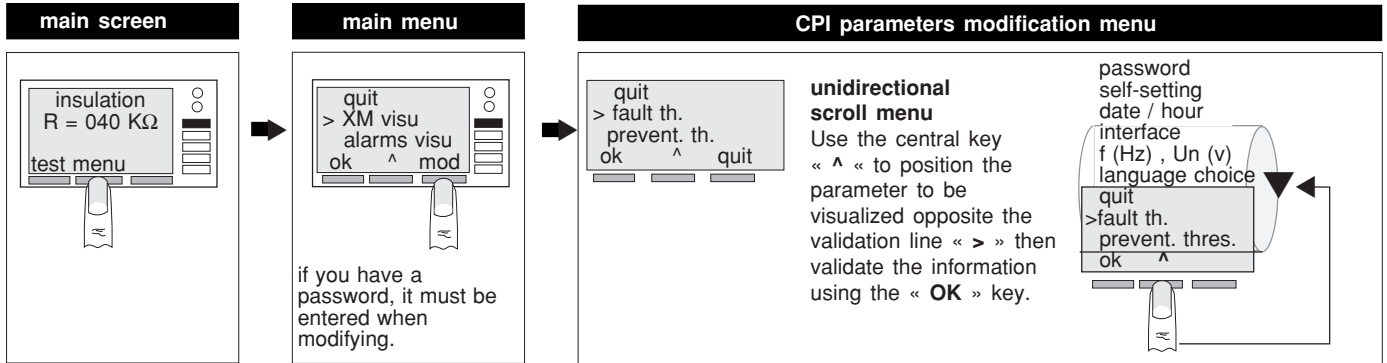 main screen
insulation
R = 040 KΩ
test menu
main menu
quit
> XM visu
alarms visu
ok ^ mod
if you have a
password, it must be
entered when
modifying.
CPI parameters modification menu
quit
> fault th.
prevent. th.
ok ^ quit
unidirectional
scroll menu
Use the central key
« ^ « to position the
parameter to be
visualized opposite the
validation line « > » then
validate the information
using the « OK » key.
password
self-setting
date / hour
interface
f (Hz) , Un (v)
language choice
quit
>fault th.
prevent. thres.
ok ^